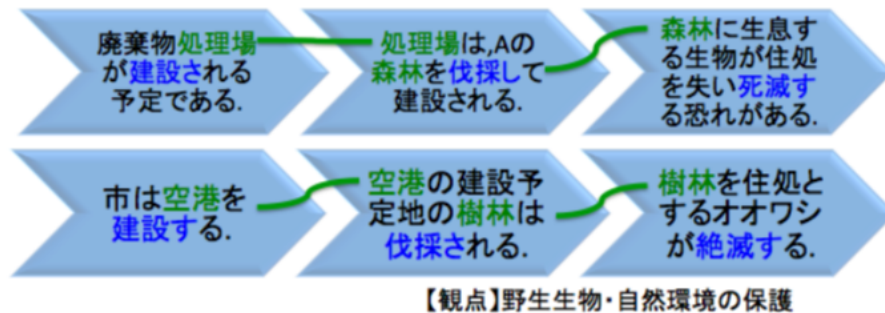 廃棄物処理場
が建設される
予定である.
処理場は,Aの
森林を伐採して
建設される.
森林に生息す
る生物が住処
を失い死滅す
る恐れがある.
市は空港を
建設する.
空港の建設予
定地の樹林は
伐採される.
樹林を住処と
するオオワシ
が絶滅する.
【観点】野生生物・自然環境の保護